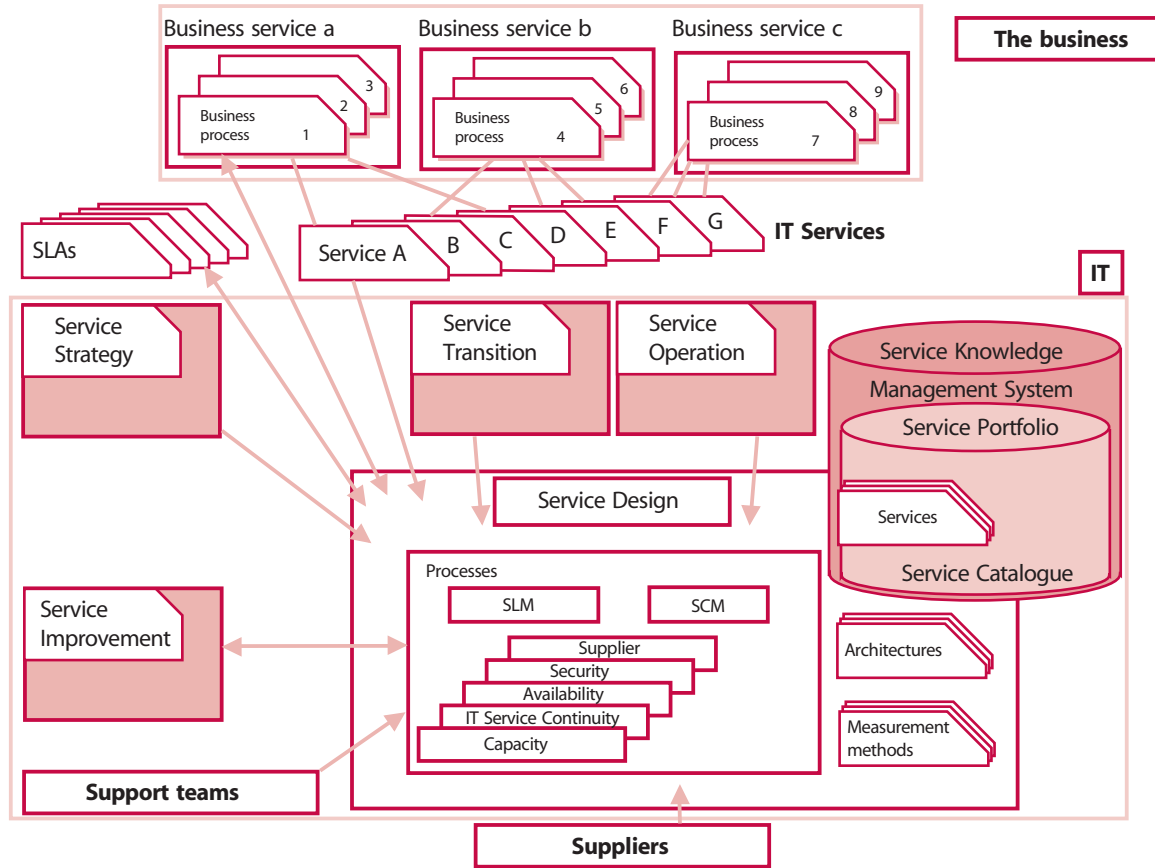 Business service a
Business service b
Business service c
The business
3
2
Business
process 1
6
5
Business
process 4
9
8
Business
process 7
SLAs
Service A
B
C
D
E
F
G
IT Services
IT
Service
Strategy
Service
Transition
Service
Operation
Service Knowledge
Management System
Service Portfolio
Services
Service Catalogue
Service Design
Processes
SLM
SCM
Supplier
Security
Availability
IT Service Continuity
Capacity
Service
Improvement
Architectures
Measurement
methods
Support teams
Suppliers